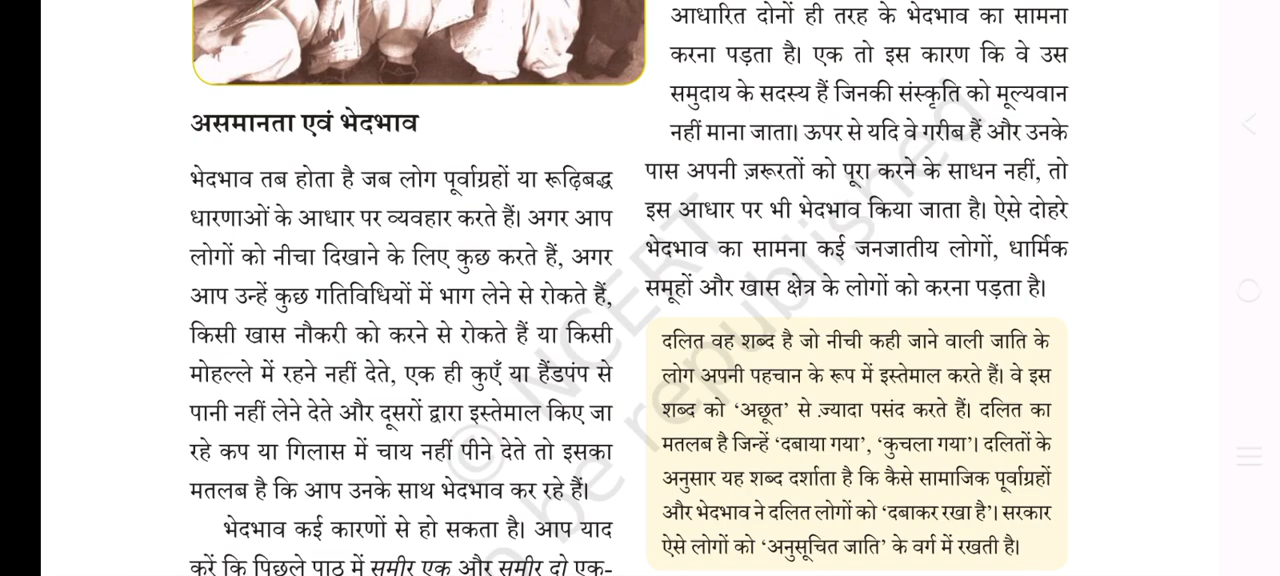 असमानता एवं भेदभाव
भेदभाव तब होता है जब लोग पूर्वाग्रहों या रूढ़िबद्ध
धारणाओं के आधार पर व्यवहार करते हैं। अगर आप
लोगों को नीचा दिखाने के लिए कुछ करते हैं, अगर
आप उन्हें कुछ गतिविधियों में भाग लेने से रोकते हैं,
किसी खास नौकरी को करने से रोकते हैं या किसी
मोहल्ले में रहने नहीं देते, एक ही कुएँ या हैंडपंप से
पानी नहीं लेने देते और दूसरों द्वारा इस्तेमाल किए जा
रहे कप या गिलास में चाय नहीं पीने देते तो इसका
मतलब है कि आप उनके साथ भेदभाव कर रहे हैं।
भेदभाव कई कारणों से हो सकता है। आप याद
करें कि पिछले पाठ में समीर एक और समीर दो एक-
आधारित दोनों ही तरह के भेदभाव का सामना
करना पड़ता है। एक तो इस कारण कि वे उस
समुदाय के सदस्य हैं जिनकी संस्कृति को मूल्यवान
नहीं माना जाता। ऊपर से यदि वे गरीब हैं और उनके
पास अपनी ज़रूरतों को पूरा करने के साधन नहीं, तो
इस आधार पर भी भेदभाव किया जाता है। ऐसे दोहरे
भेदभाव का सामना कई जनजातीय लोगों, धार्मिक
समूहों और खास क्षेत्र के लोगों को करना पड़ता है।
दलित वह शब्द है जो नीची कही जाने वाली जाति के
लोग अपनी पहचान के रूप में इस्तेमाल करते हैं। वे इस
शब्द को ‘अछूत’ से ज़्यादा पसंद करते हैं। दलित का
मतलब है जिन्हें ‘दबाया गया’, ‘कुचला गया’। दलितों के
अनुसार यह शब्द दर्शाता है कि कैसे सामाजिक पूर्वाग्रहों
और भेदभाव ने दलित लोगों को ‘दबाकर रखा है’। सरकार
ऐसे लोगों को ‘अनुसूचित जाति’ के वर्ग में रखती है।
© NCERT
be republished